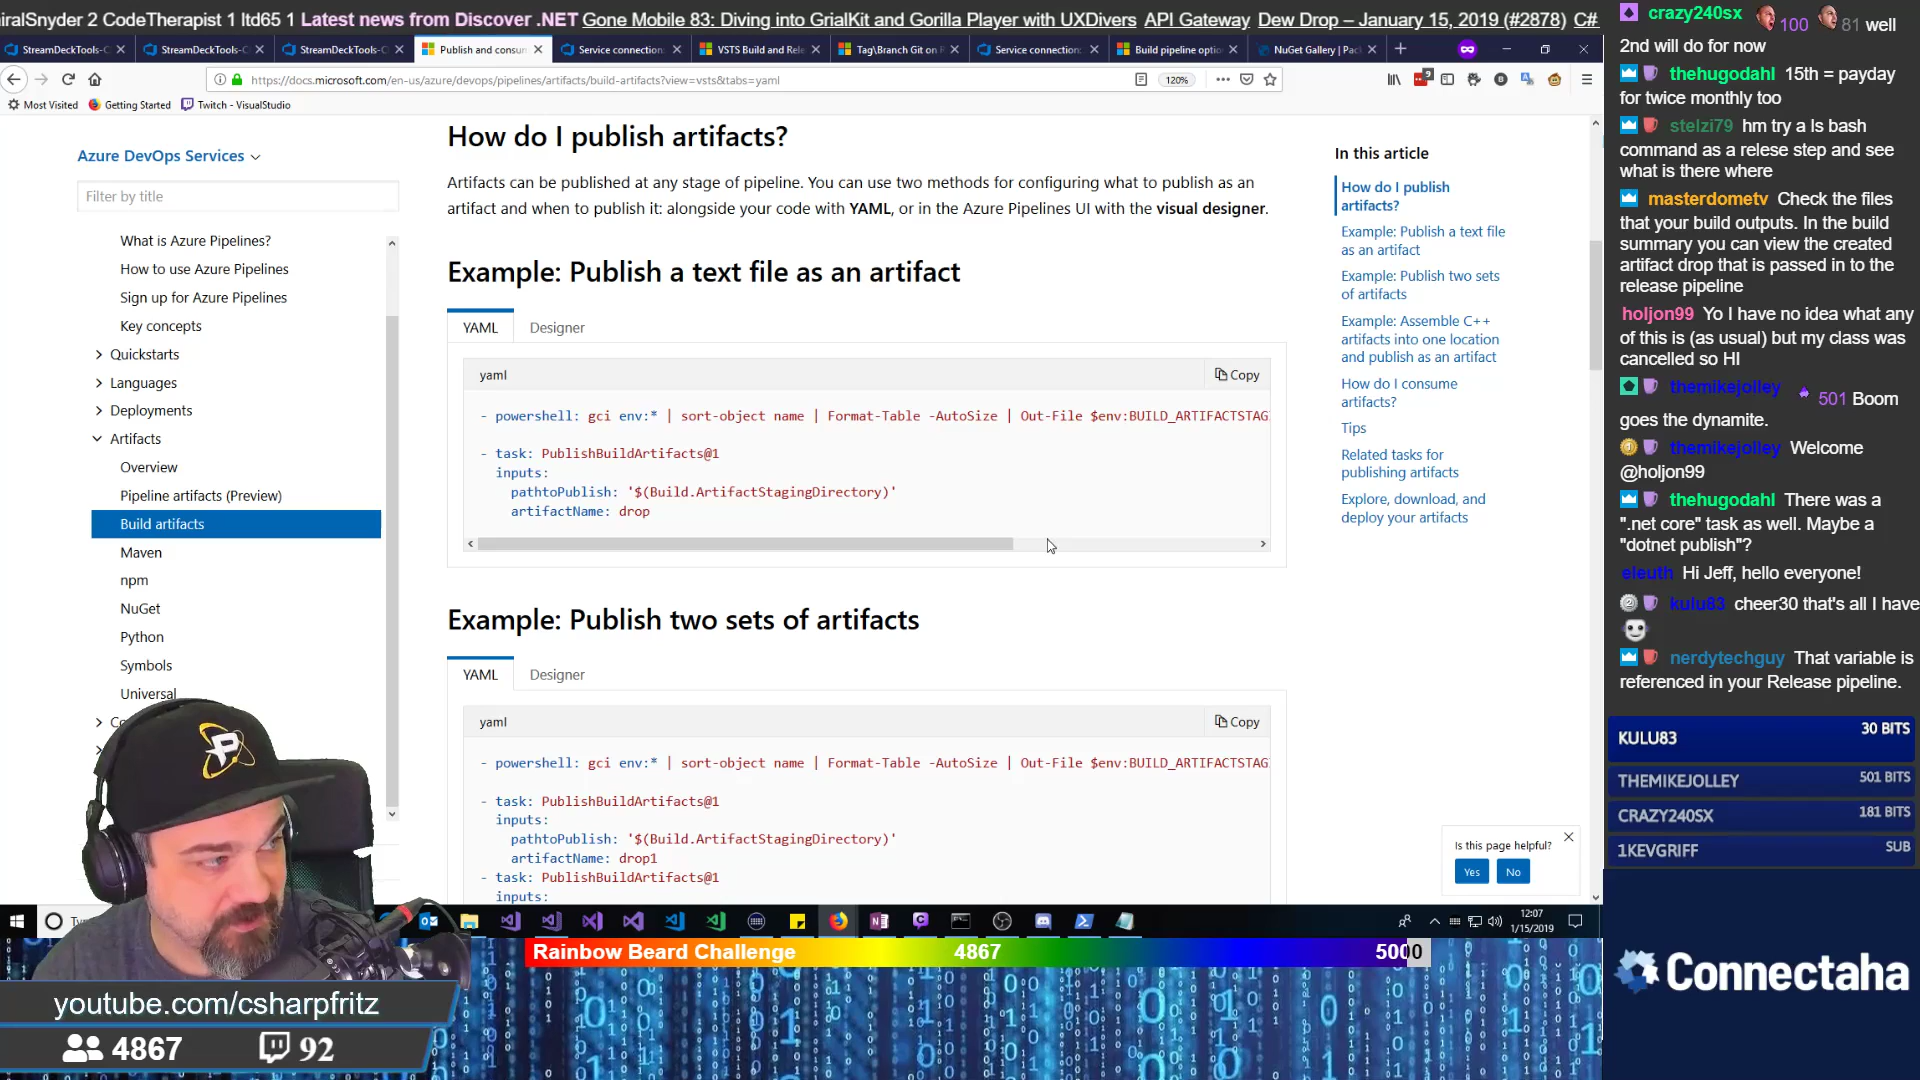 iralSnyder 2 CodeTherapist 1 ltd65 1 Latest news from Discover .NET Gone Mobile 83: Diving into GrialKit and Gorilla Player with UXDivers API Gateway Dew Drop – January 15, 2019 (#2878) C#
StreamDeckTools-C
StreamDeckTools-C
StreamDeckTools-C
Publish and consum
Service connection
VSTS Build and Rele
Tag\Branch Git on R
Service connection:
Build pipeline optio
NuGet Gallery | Pack
https://docs.microsoft.com/en-us/azure/devops/pipelines/artifacts/build-artifacts?view=vsts&tabs=yaml
120%
Most Visited
Getting Started
Twitch - VisualStudio
Azure DevOps Services
Filter by title
What is Azure Pipelines?
How to use Azure Pipelines
Sign up for Azure Pipelines
Key concepts
Quickstarts
Languages
Deployments
Artifacts
Overview
Pipeline artifacts (Preview)
Build artifacts
Maven
npm
NuGet
Python
Symbols
Universal
How do I publish artifacts?
Artifacts can be published at any stage of pipeline. You can use two methods for configuring what to publish as an
artifact and when to publish it: alongside your code with YAML, or in the Azure Pipelines UI with the visual designer.
Example: Publish a text file as an artifact
YAML
Designer
yaml
Copy
- powershell: gci env:* | sort-object name | Format-Table -AutoSize | Out-File $env:BUILD_ARTIFACTSTAG
- task: PublishBuildArtifacts@1
inputs:
pathtoPublish: '$(Build.ArtifactStagingDirectory)'
artifactName: drop
Example: Publish two sets of artifacts
YAML
Designer
yaml
Copy
- powershell: gci env:* | sort-object name | Format-Table -AutoSize | Out-File $env:BUILD_ARTIFACTSTAG
- task: PublishBuildArtifacts@1
inputs:
pathtoPublish: '$(Build.ArtifactStagingDirectory)'
artifactName: drop1
- task: PublishBuildArtifacts@1
inputs:
In this article
How do I publish
artifacts?
Example: Publish a text file
as an artifact
Example: Publish two sets
of artifacts
Example: Assemble C++
artifacts into one location
and publish as an artifact
How do I consume
artifacts?
Tips
Related tasks for
publishing artifacts
Explore, download, and
deploy your artifacts
Is this page helpful?
Yes
No
12:07
1/15/2019
crazy240sx 100 81 well
2nd will do for now
thehugodahl 15th = payday
for twice monthly too
stelzi79 hm try a ls bash
command as a relese step and see
what is there where
masterdometv Check the files
that your build outputs. In the build
summary you can view the created
artifact drop that is passed in to the
release pipeline
holjon99 Yo I have no idea what any
of this is (as usual) but my class was
cancelled so HI
themikejolley 501 Boom
goes the dynamite.
themikejolley Welcome
@holjon99
thehugodahl There was a
".net core" task as well. Maybe a
"dotnet publish"?
eleuth Hi Jeff, hello everyone!
kulu83 cheer30 that's all I have
nerdytechguy That variable is
referenced in your Release pipeline.
KULU83 30 BITS
THEMIKEJOLLEY 501 BITS
CRAZY240SX 181 BITS
1KEVGRIFF SUB
Connectaha
Rainbow Beard Challenge 4867 5000
youtube.com/csharpfritz
4867 92